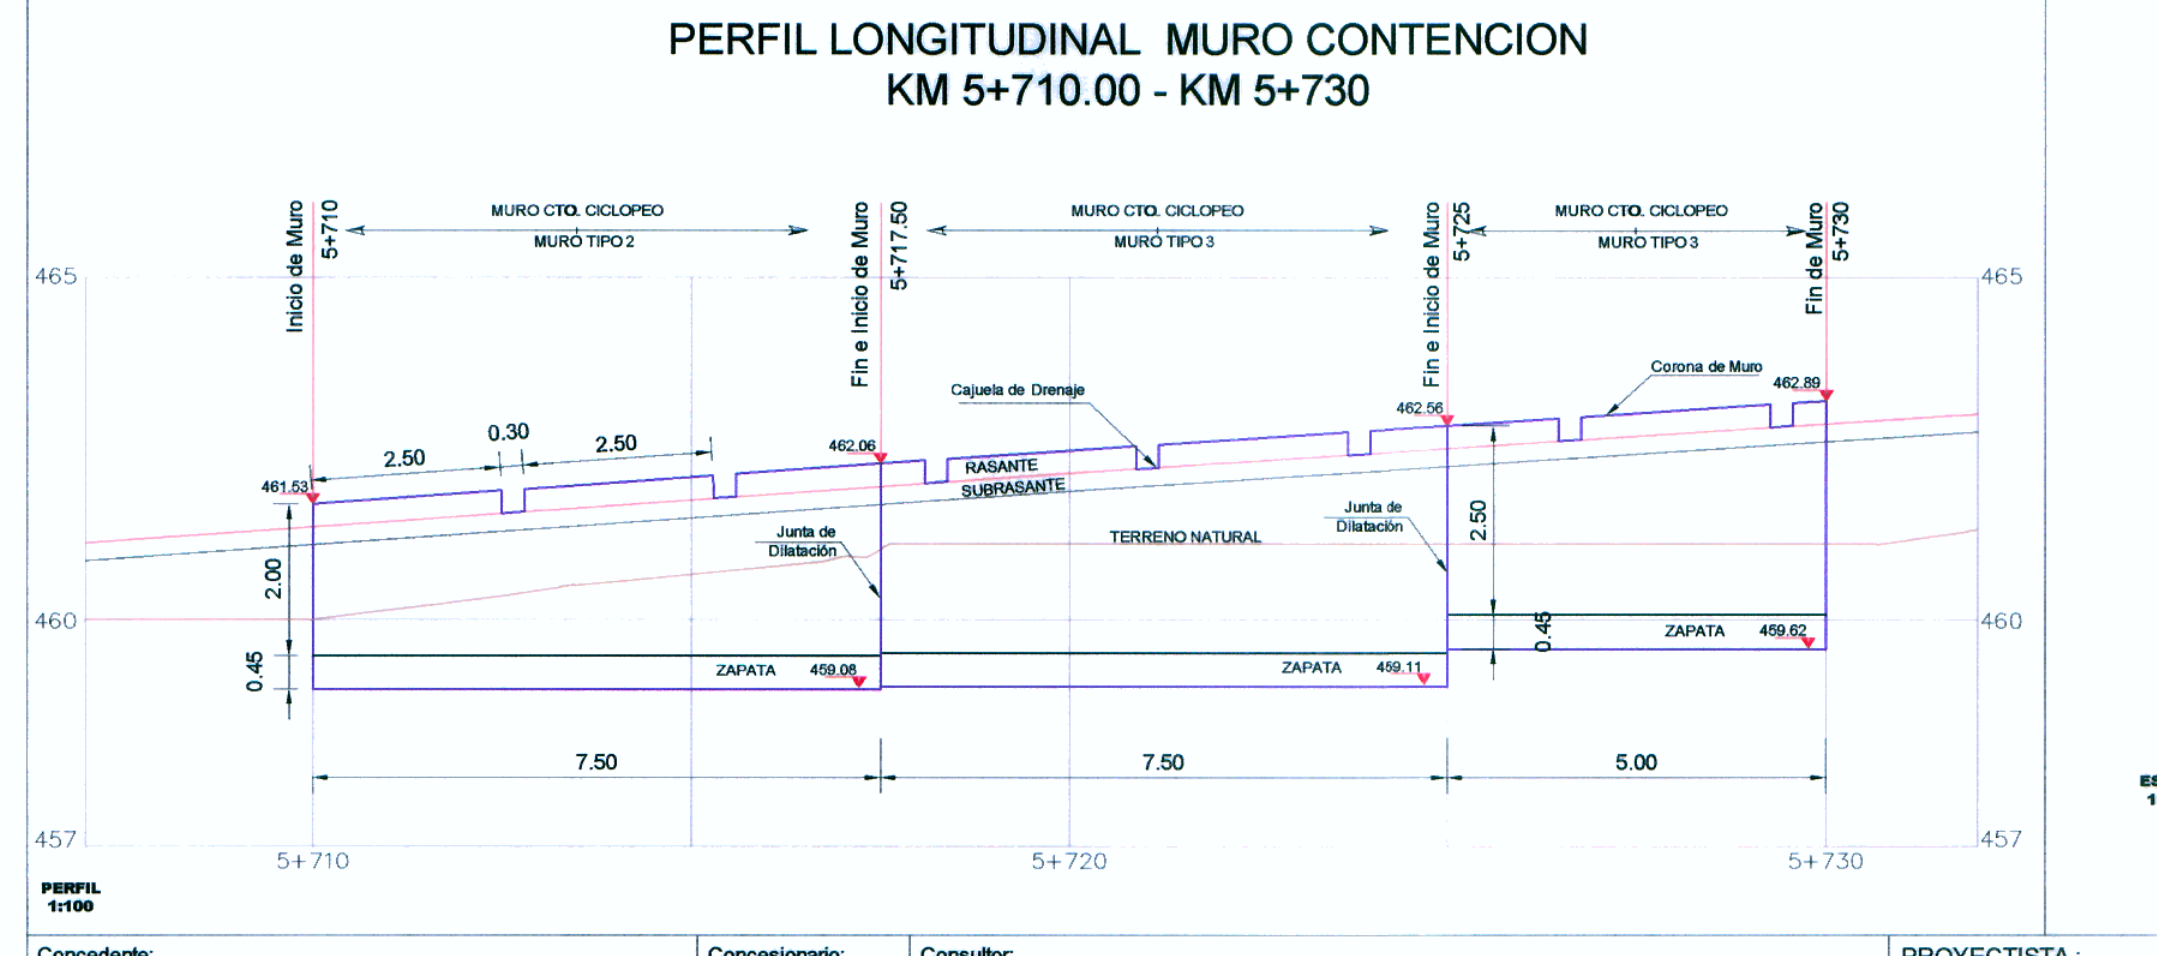 PERFIL LONGITUDINAL MURO CONTENCION
KM 5+710.00 - KM 5+730
Inicio de Muro
5+710
MURO CTO. CICLOPEO
MURO TIPO 2
Fin e Inicio de Muro
5+717.50
MURO CTO. CICLOPEO
MURO TIPO 3
Fin e Inicio de Muro
5+725
MURO CTO. CICLOPEO
MURO TIPO 3
Fin de Muro
5+730
465
465
Corona de Muro
462.89
Cajuela de Drenaje
462.56
0.30
2.50
2.50
462.06
461.53
RASANTE
SUBRASANTE
Junta de
Dilatación
Junta de
Dilatación
TERRENO NATURAL
2.50
2.00
460
460
0.45
ZAPATA 459.62
0.45
ZAPATA 459.08
ZAPATA 459.11
7.50
7.50
5.00
457
457
5+710
5+720
5+730
PERFIL
1:100
Concedente:
Concesionario:
Consultor:
PROYECTISTA :